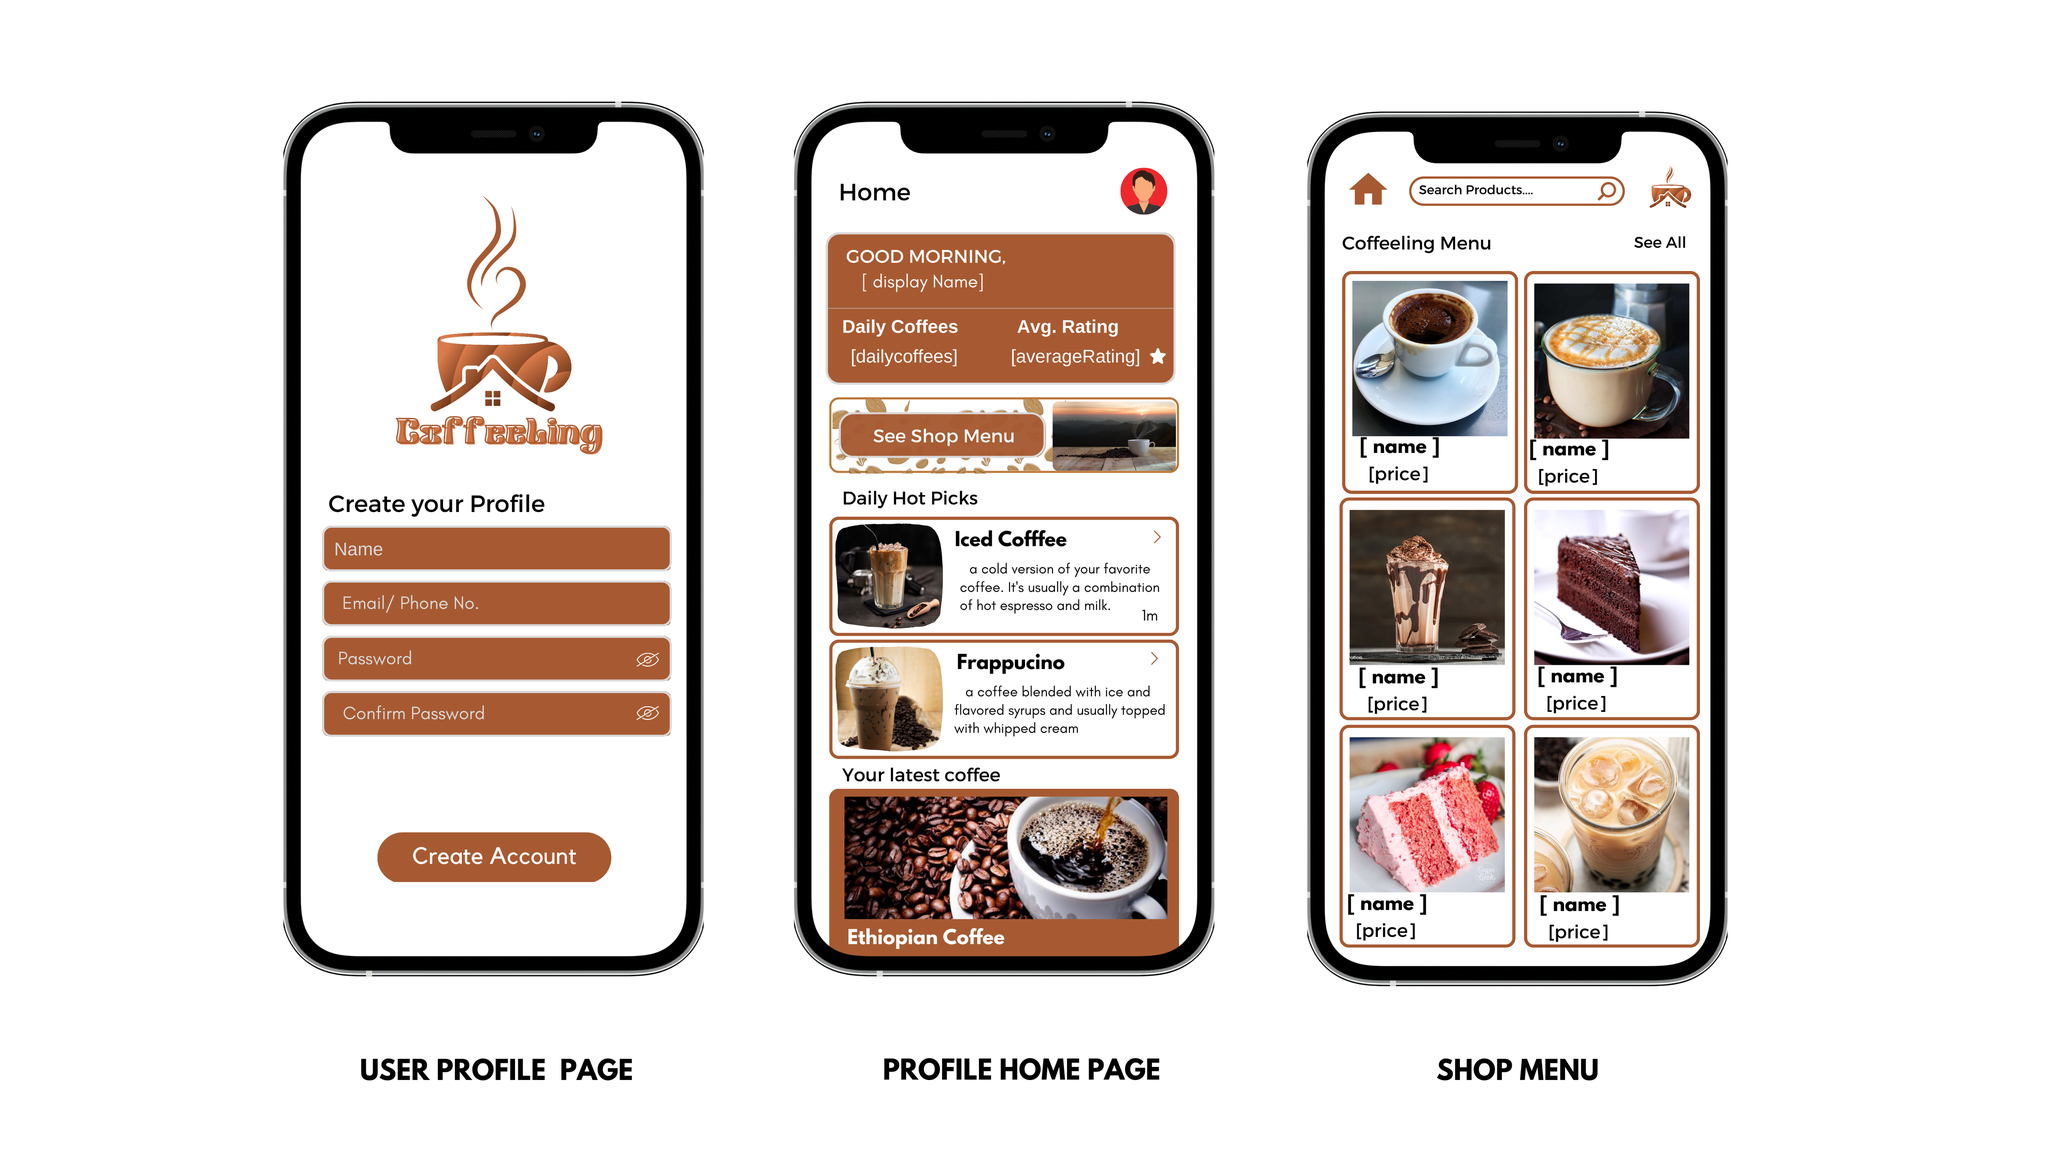 Coffeeling
Create your Profile
Name
Email/ Phone No.
Password
Confirm Password
Create Account
USER PROFILE PAGE
Home
GOOD MORNING,
[ display Name]
Daily Coffees Avg. Rating
[dailycoffees] [averageRating]
See Shop Menu
Daily Hot Picks
Iced Cofffee
a cold version of your favorite
coffee. It's usually a combination
of hot espresso and milk.
1m
Frappucino
a coffee blended with ice and
flavored syrups and usually topped
with whipped cream
Your latest coffee
Ethiopian Coffee
PROFILE HOME PAGE
Search Products....
Coffeeling Menu See All
[ name ] [ name ]
[price] [price]
[ name ] [ name ]
[price] [price]
[ name ] [ name ]
[price] [price]
SHOP MENU